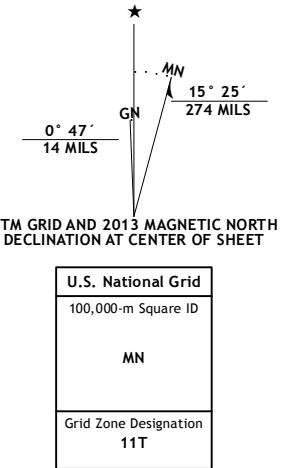 ★
MN
15° 25´
274 MILS
GN
0° 47´
14 MILS
TM GRID AND 2013 MAGNETIC NORTH
DECLINATION AT CENTER OF SHEET
U.S. National Grid
100,000-m Square ID
MN
Grid Zone Designation
11T